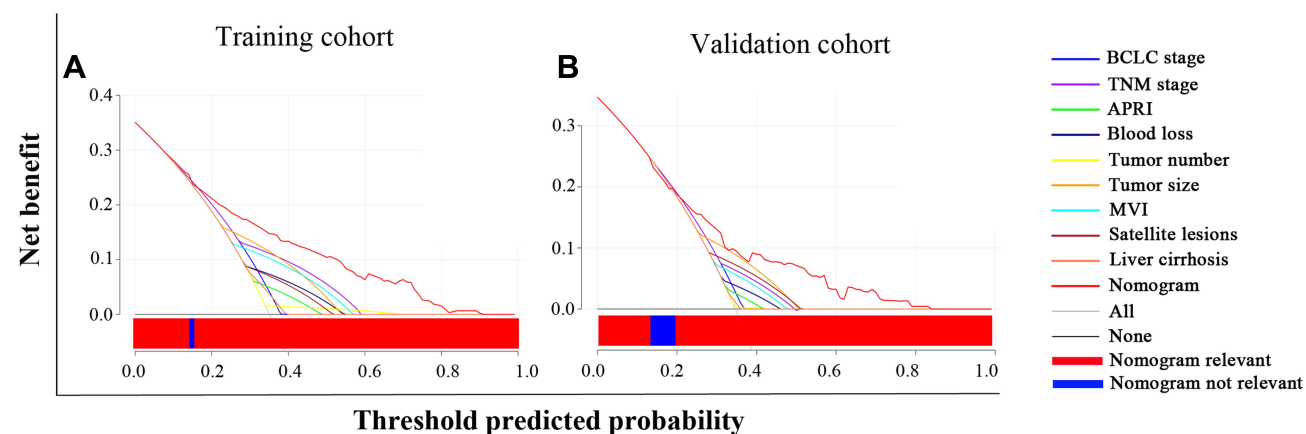 Training cohort
Validation cohort
A
B
Net benefit
0.4
0.3
0.2
0.1
0.0
0.0 0.2 0.4 0.6 0.8 1.0
0.3
0.2
0.1
0.0
0.0 0.2 0.4 0.6 0.8 1.0
Threshold predicted probability
BCLC stage
TNM stage
APRI
Blood loss
Tumor number
Tumor size
MVI
Satellite lesions
Liver cirrhosis
Nomogram
All
None
Nomogram relevant
Nomogram not relevant